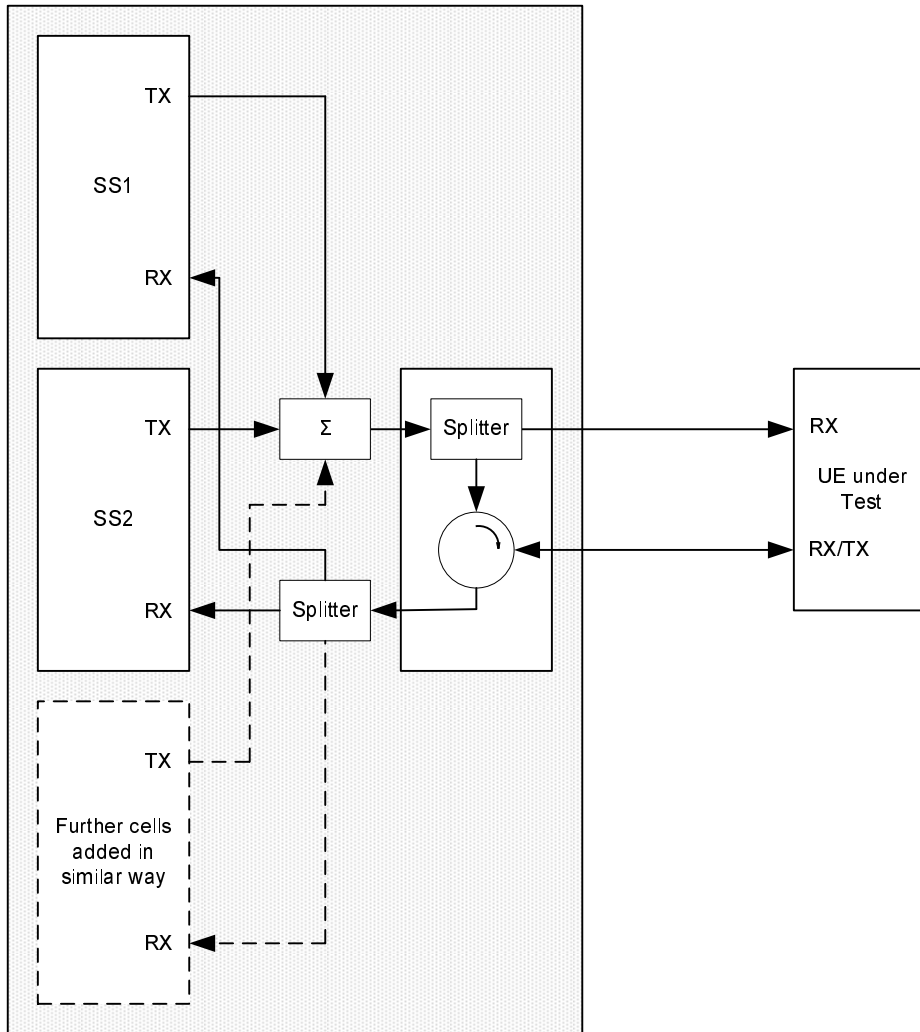 TX
SS1
RX
TX
Σ
Splitter
RX
UE under
Test
SS2
RX/TX
RX
Splitter
TX
Further cells
added in
similar way
RX